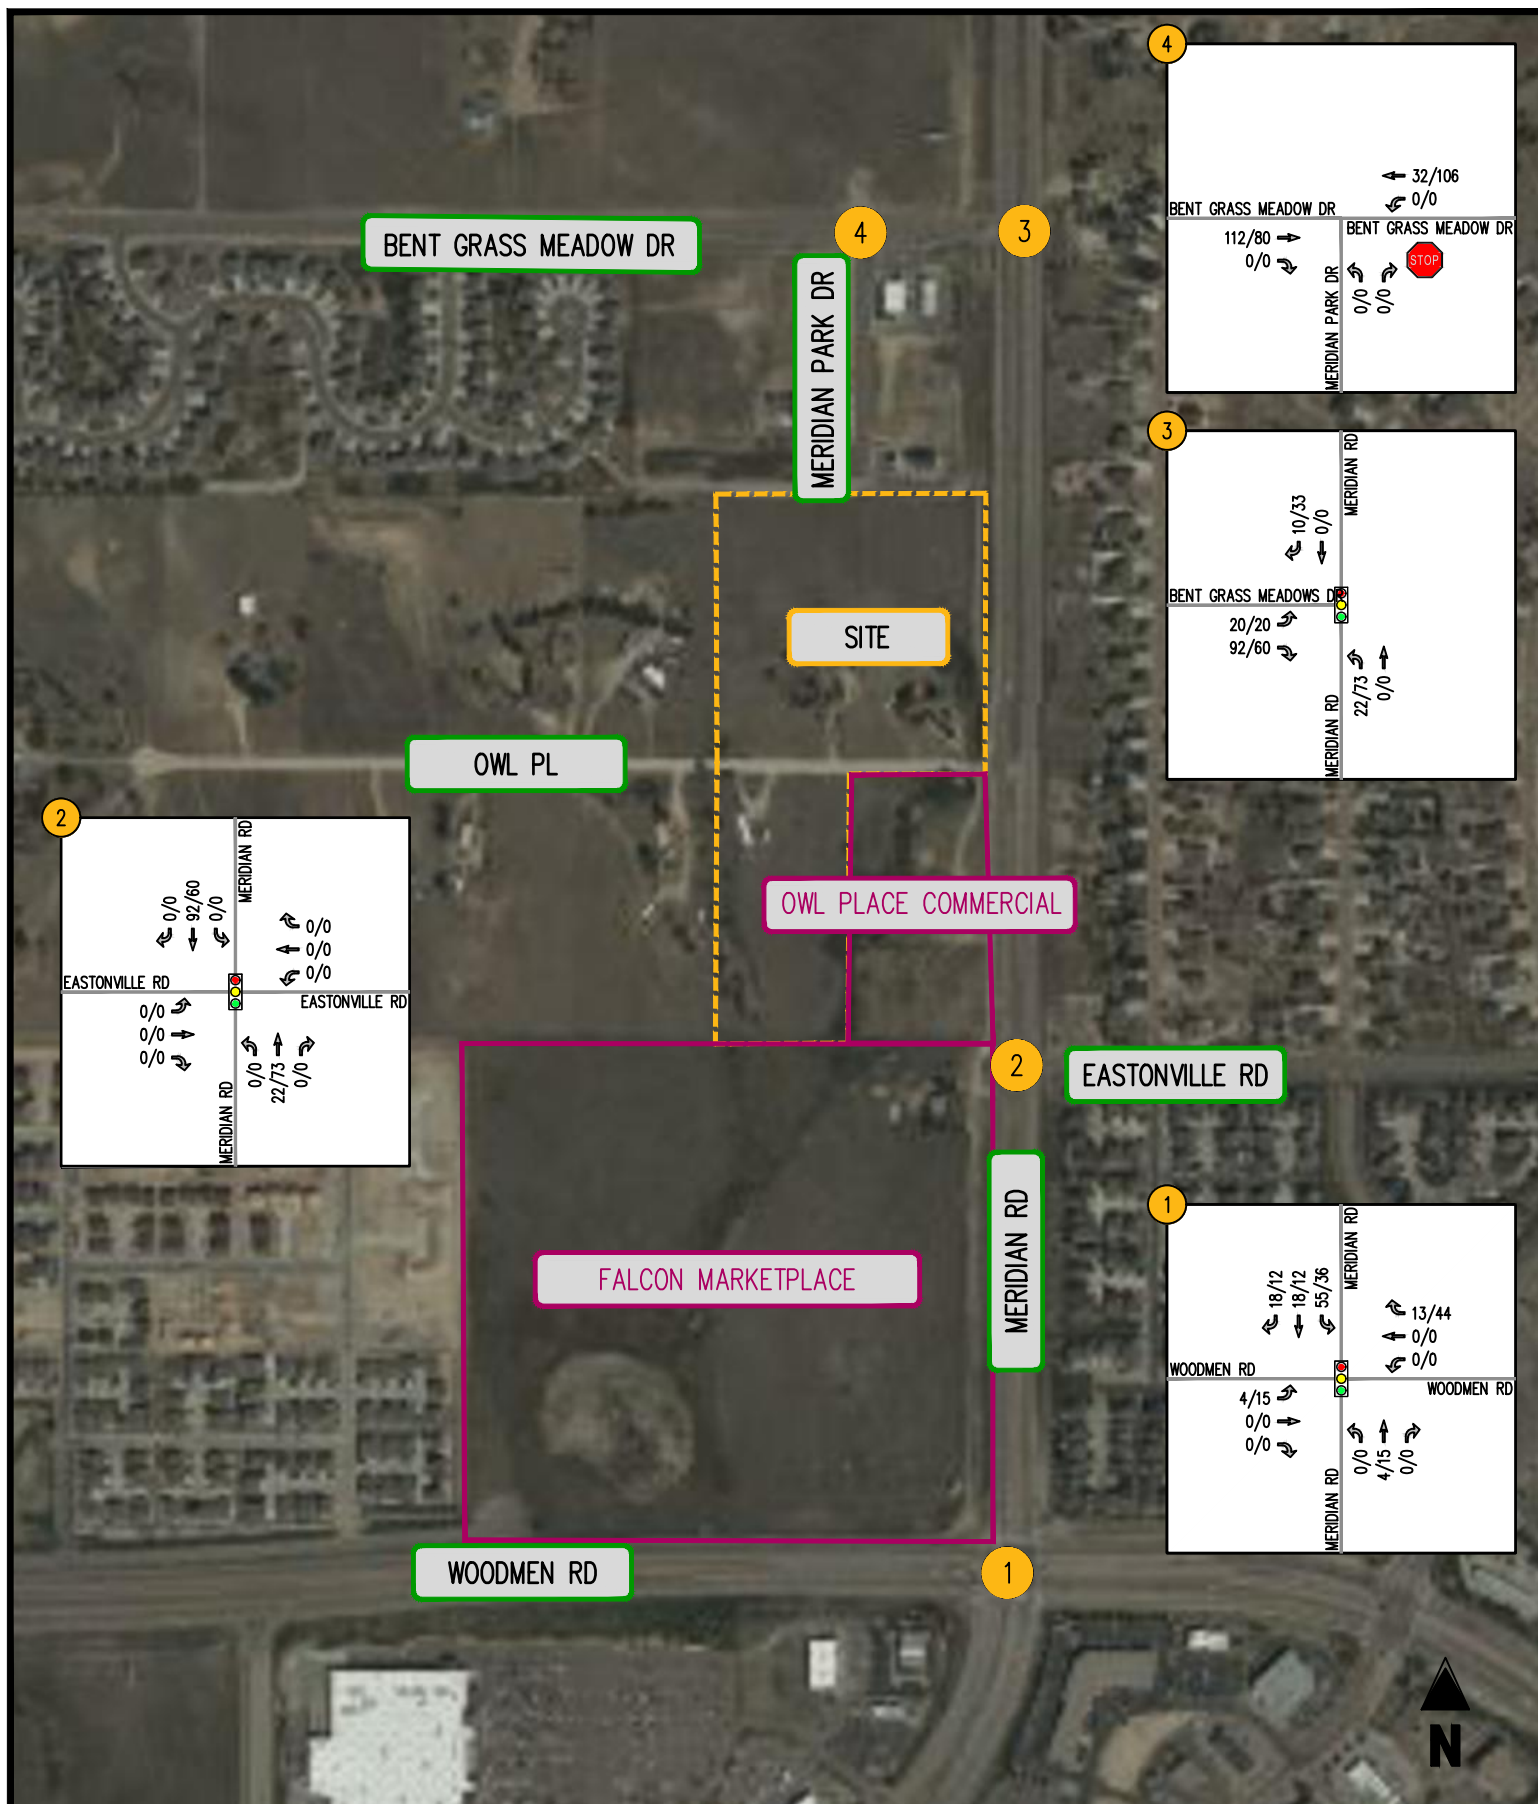 4
32/106
0/0
BENT GRASS MEADOW DR
BENT GRASS MEADOW DR
112/80
0/0
STOP
0/0
0/0
MERIDIAN PARK DR
BENT GRASS MEADOW DR
4
3
MERIDIAN PARK DR
3
MERIDIAN RD
10/33
0/0
BENT GRASS MEADOWS DR
20/20
92/60
22/73
0/0
MERIDIAN RD
SITE
OWL PL
2
MERIDIAN RD
0/0
92/60
0/0
0/0
0/0
0/0
EASTONVILLE RD
EASTONVILLE RD
0/0
0/0
0/0
0/0
22/73
0/0
MERIDIAN RD
OWL PLACE COMMERCIAL
2
EASTONVILLE RD
MERIDIAN RD
FALCON MARKETPLACE
1
MERIDIAN RD
18/12
18/12
55/36
13/44
0/0
0/0
WOODMEN RD
WOODMEN RD
4/15
0/0
0/0
0/0
4/15
0/0
MERIDIAN RD
WOODMEN RD
1
N